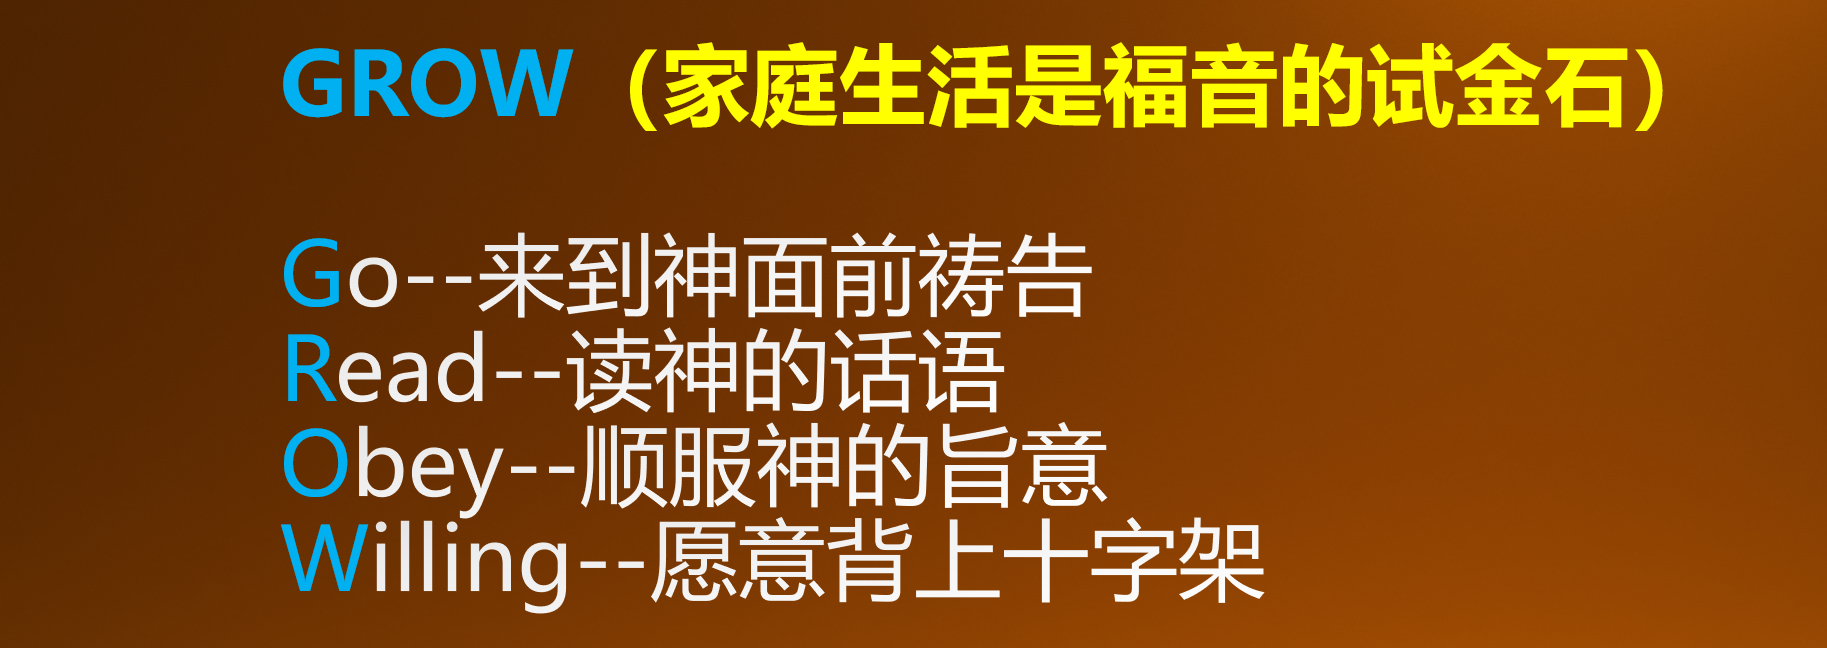 GROW（家庭生活是福音的试金石）
Go--来到神面前祷告
Read--读神的话语
Obey--顺服神的旨意
Willing--愿意背上十字架